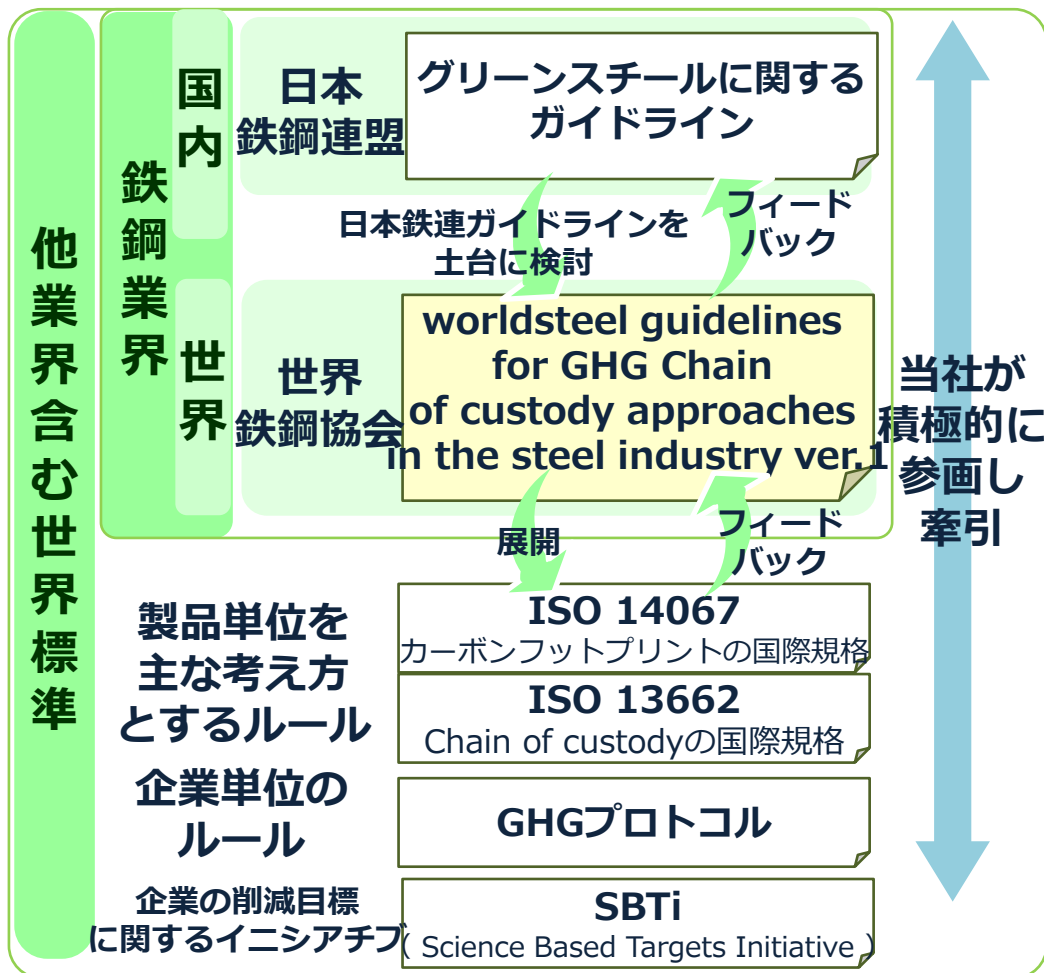 他業界含む世界標準
鉄鋼業界
国内
日本
鉄鋼連盟
グリーンスチールに関する
ガイドライン
日本鉄連ガイドラインを
土台に検討
フィード
バック
世界
世界
鉄鋼協会
worldsteel guidelines
for GHG Chain
of custody approaches
in the steel industry ver.1
展開
フィード
バック
製品単位を
主な考え方
とするルール
ISO 14067
カーボンフットプリントの国際規格
ISO 13662
Chain of custodyの国際規格
企業単位の
ルール
GHGプロトコル
企業の削減目標
に関するイニシアチブ
SBTi
( Science Based Targets Initiative )
当社が
積極的に
参画し
牽引